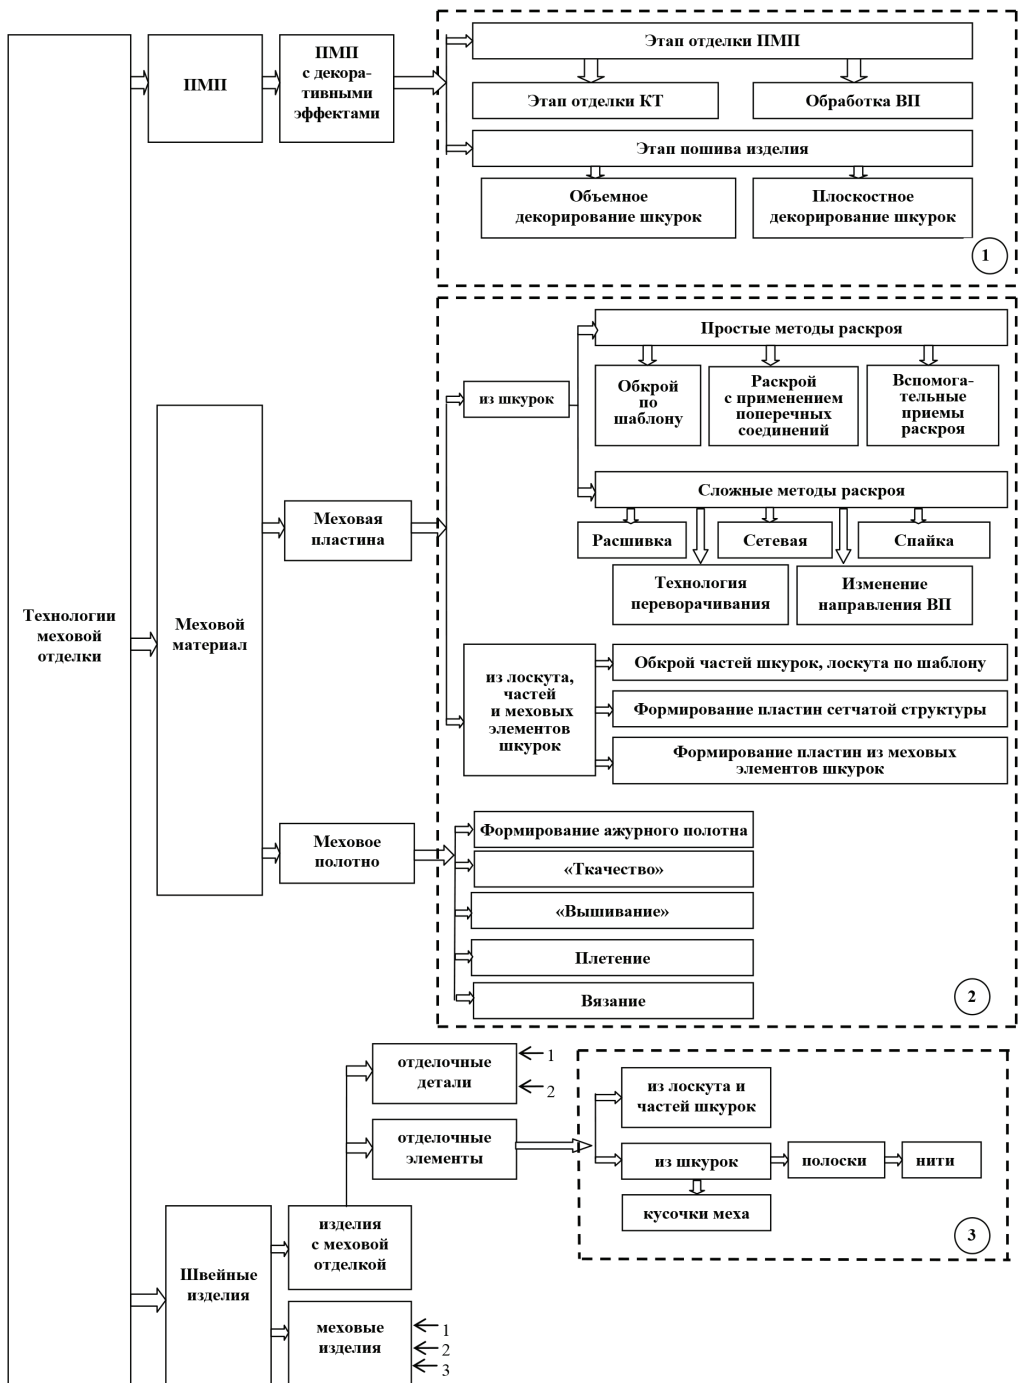 Технологии
меховой
отделки
ПМП
ПМП
с декора-
тивными
эффектами
Этап отделки ПМП
Этап отделки КТ
Обработка ВП
Этап пошива изделия
Объемное
декорирование шкурок
Плоскостное
декорирование шкурок
1
Меховой
материал
Меховая
пластина
из шкурок
Простые методы раскроя
Обкрой
по
шаблону
Раскрой
с применением
поперечных
соединений
Вспомога-
тельные
приемы
раскроя
Сложные методы раскроя
Расшивка
Сетевая
Спайка
Технология
переворачивания
Изменение
направления ВП
из лоскута,
частей
и меховых
элементов
шкурок
Обкрой частей шкурок, лоскута по шаблону
Формирование пластин сетчатой структуры
Формирование пластин из меховых
элементов шкурок
Меховое
полотно
Формирование ажурного полотна
«Ткачество»
«Вышивание»
Плетение
Вязание
2
Швейные
изделия
изделия
с меховой
отделкой
отделочные
детали
1
2
отделочные
элементы
из лоскута и
частей шкурок
из шкурок
полоски
нити
кусочки меха
3
меховые
изделия
1
2
3